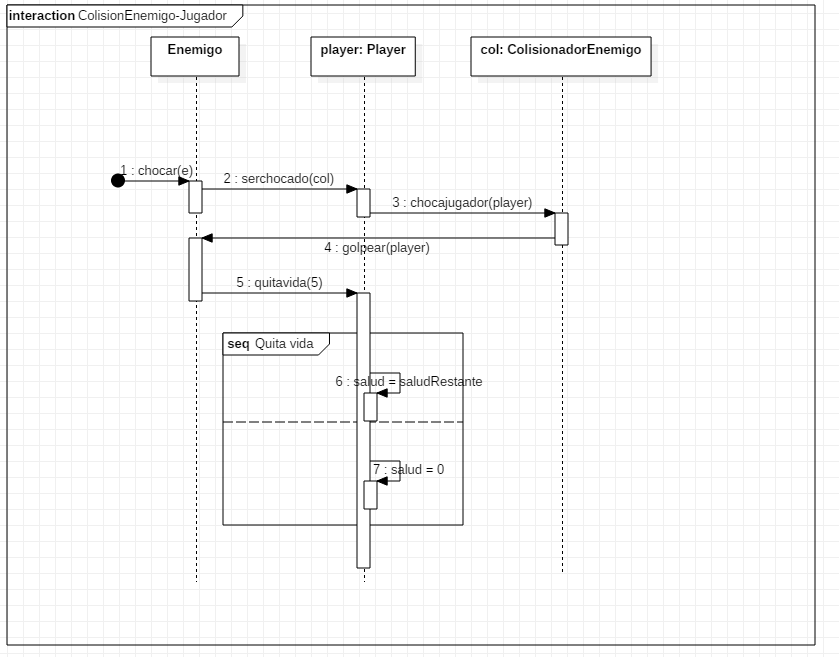 interaction ColisionEnemigo-Jugador
Enemigo
player: Player
col: ColisionadorEnemigo
1 : chocar(e)
2 : serchocado(col)
3 : chocajugador(player)
4 : golpear(player)
5 : quitavida(5)
seq Quita vida
6 : salud = saludRestante
7 : salud = 0